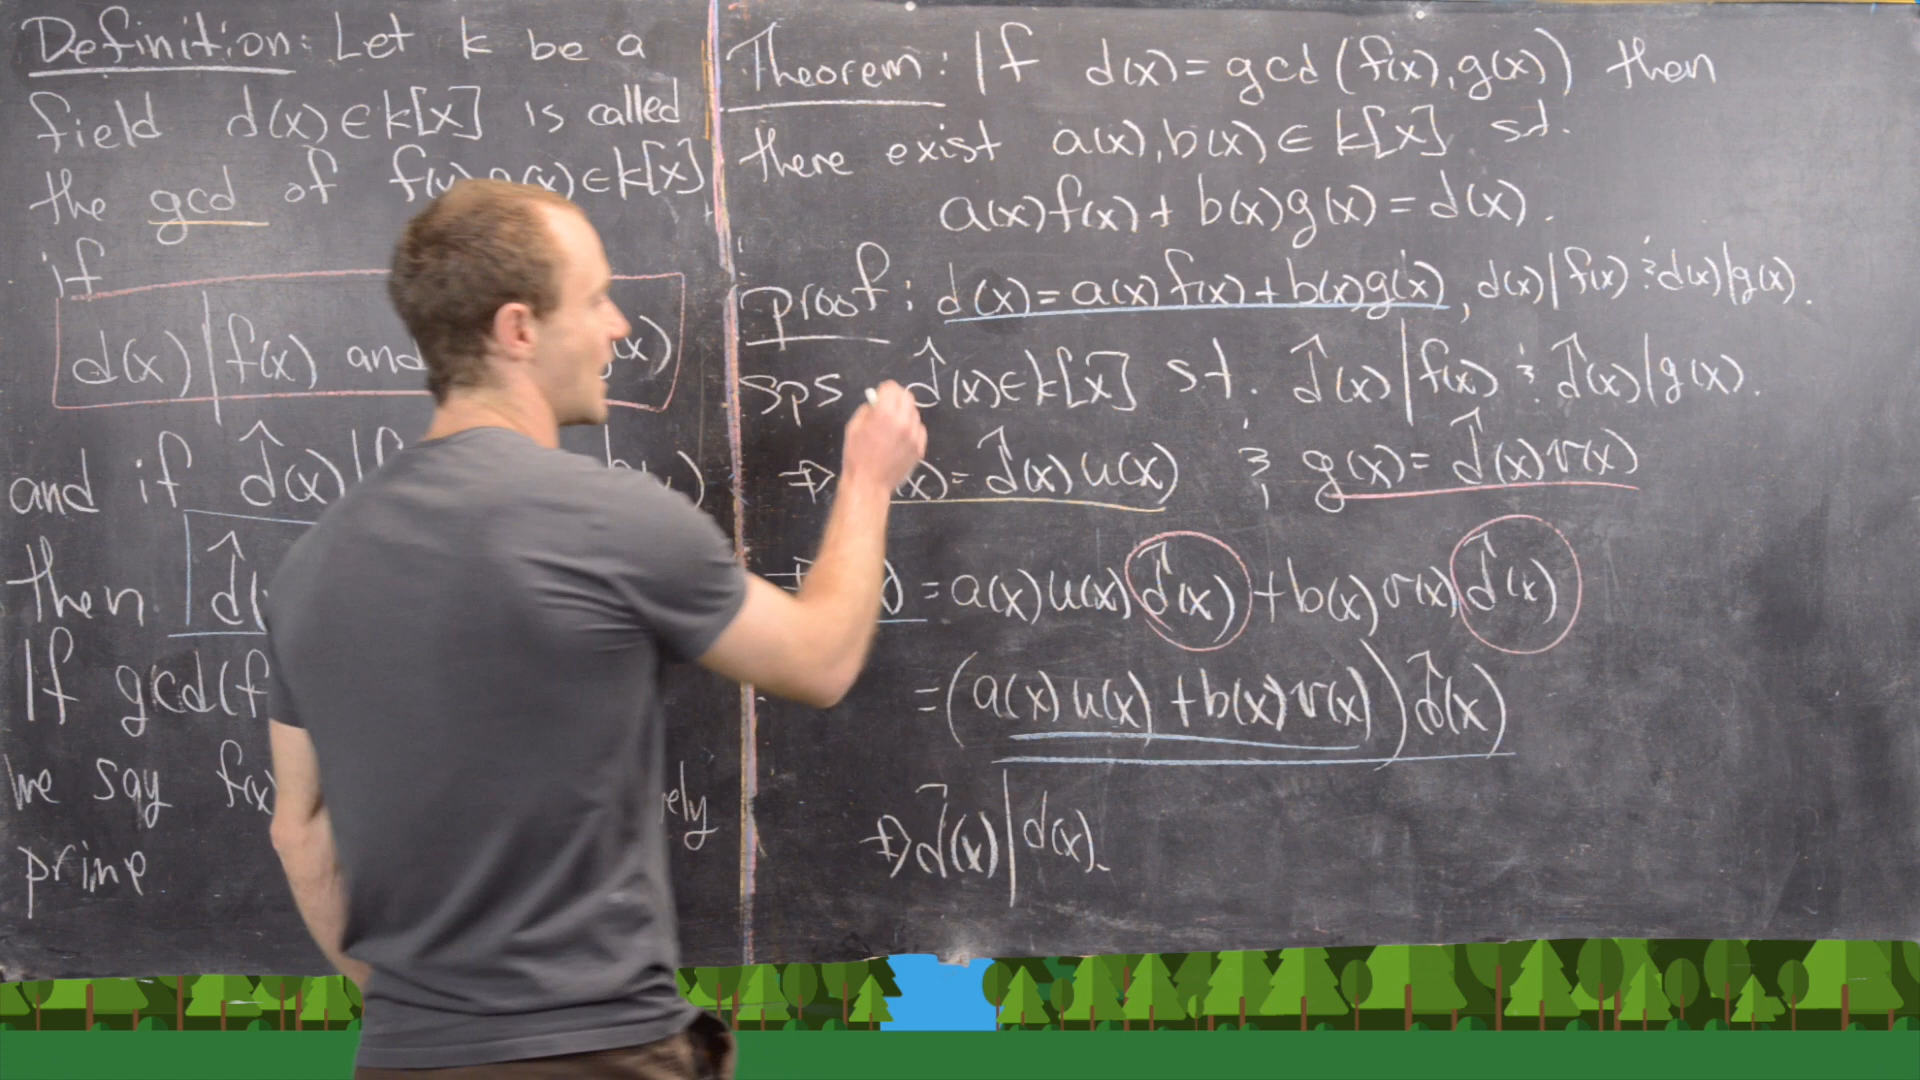 Definition: Let k be a
field d(x)∈k[x] is called
the gcd of f(x) g(x)∈k[x]
if
d(x)|f(x) and (x)
and if d̂(x)|
then d̂(
If gcd(f
we say f(x
prime
Theorem: If d(x)=gcd(f(x),g(x)) then
there exist a(x),b(x)∈ k[x] s.t.
a(x)f(x)+b(x)g(x)=d(x).
proof: d(x)=a(x)f(x)+b(x)g(x), d(x)|f(x) & d(x)|g(x).
Sps d̂(x)∈k[x] s.t. d̂(x)|f(x) & d̂(x)|g(x).
⇒ (x)=d̂(x)u(x) & g(x)=d̂(x)v(x)
) =a(x)u(x)d̂(x)+b(x)v(x)d̂(x)
=(a(x)u(x)+b(x)v(x))d̂(x)
⇒ d̂(x)|d(x).